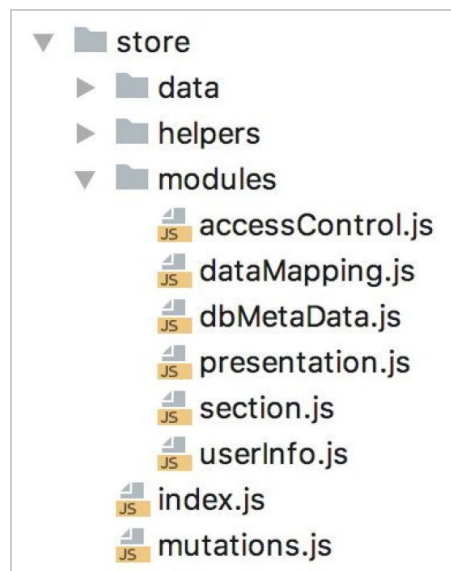 store
data
helpers
modules
JS accessControl.js
JS dataMapping.js
JS dbMetaData.js
JS presentation.js
JS section.js
JS userInfo.js
JS index.js
JS mutations.js